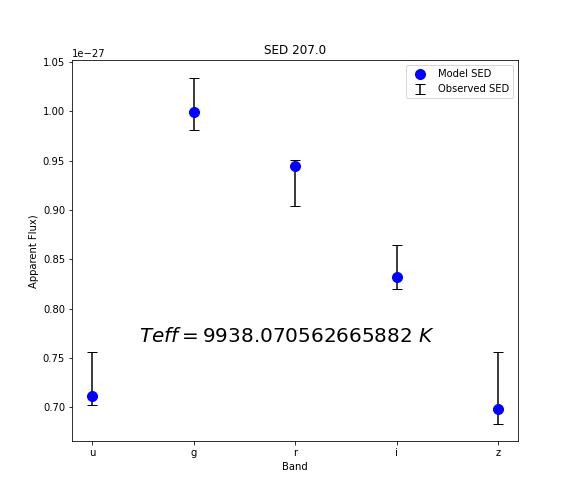 SED 207.0
1e−27
1.05
1.00
0.95
0.90
0.85
0.80
0.75
0.70
Apparent Flux)
Model SED
Observed SED
Teff = 9938.070562665882 K
u g r i z
Band